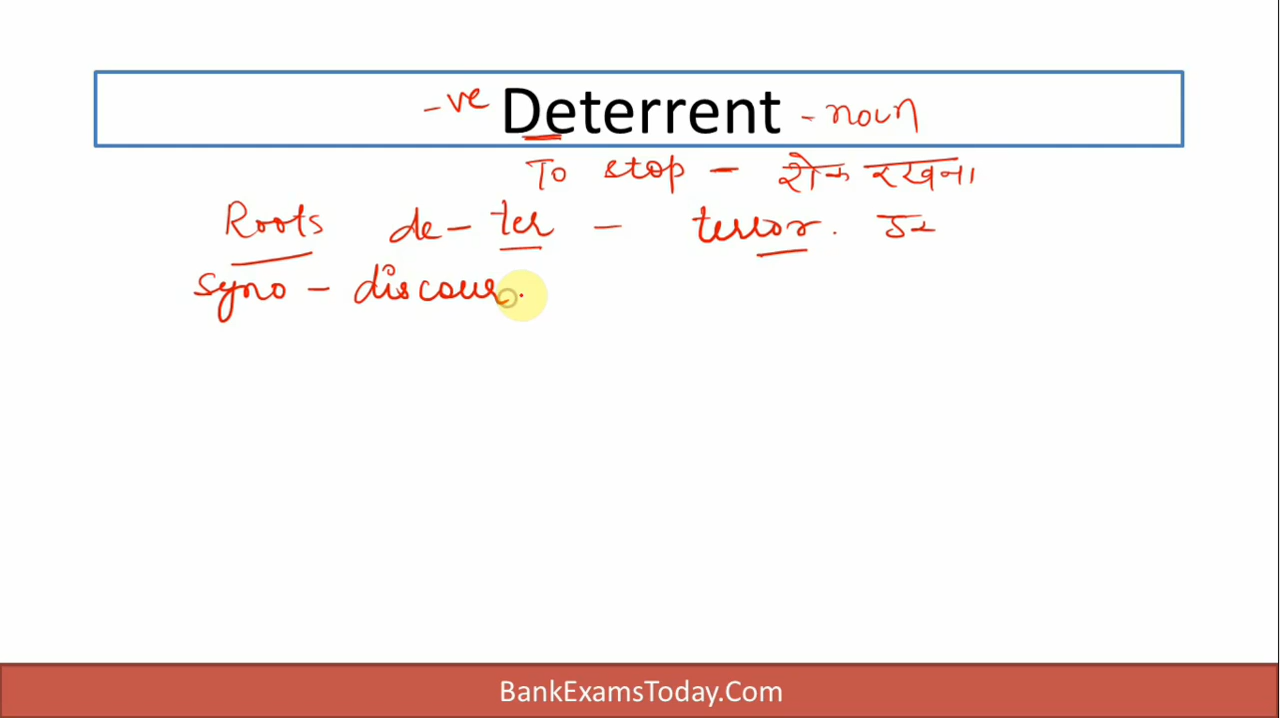 -ve Deterrent - noun
To stop - रोक रखना
Roots de - ter - terror. डर
Syno - discour
BankExamsToday.Com